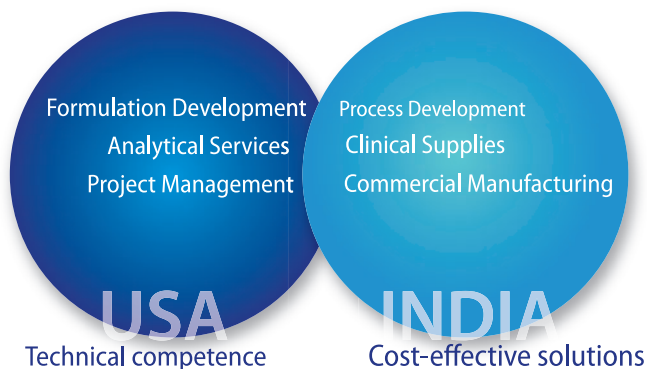 Formulation Development
Analytical Services
Project Management
USA
Technical competence
Process Development
Clinical Supplies
Commercial Manufacturing
INDIA
Cost-effective solutions